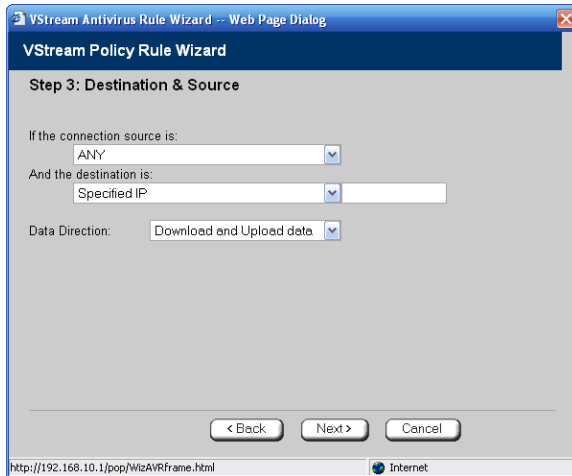 VStream Antivirus Rule Wizard -- Web Page Dialog
VStream Policy Rule Wizard
Step 3: Destination & Source
If the connection source is:
ANY
And the destination is:
Specified IP
Data Direction: Download and Upload data
< Back Next > Cancel
http://192.168.10.1/pop/WizAVRframe.html Internet